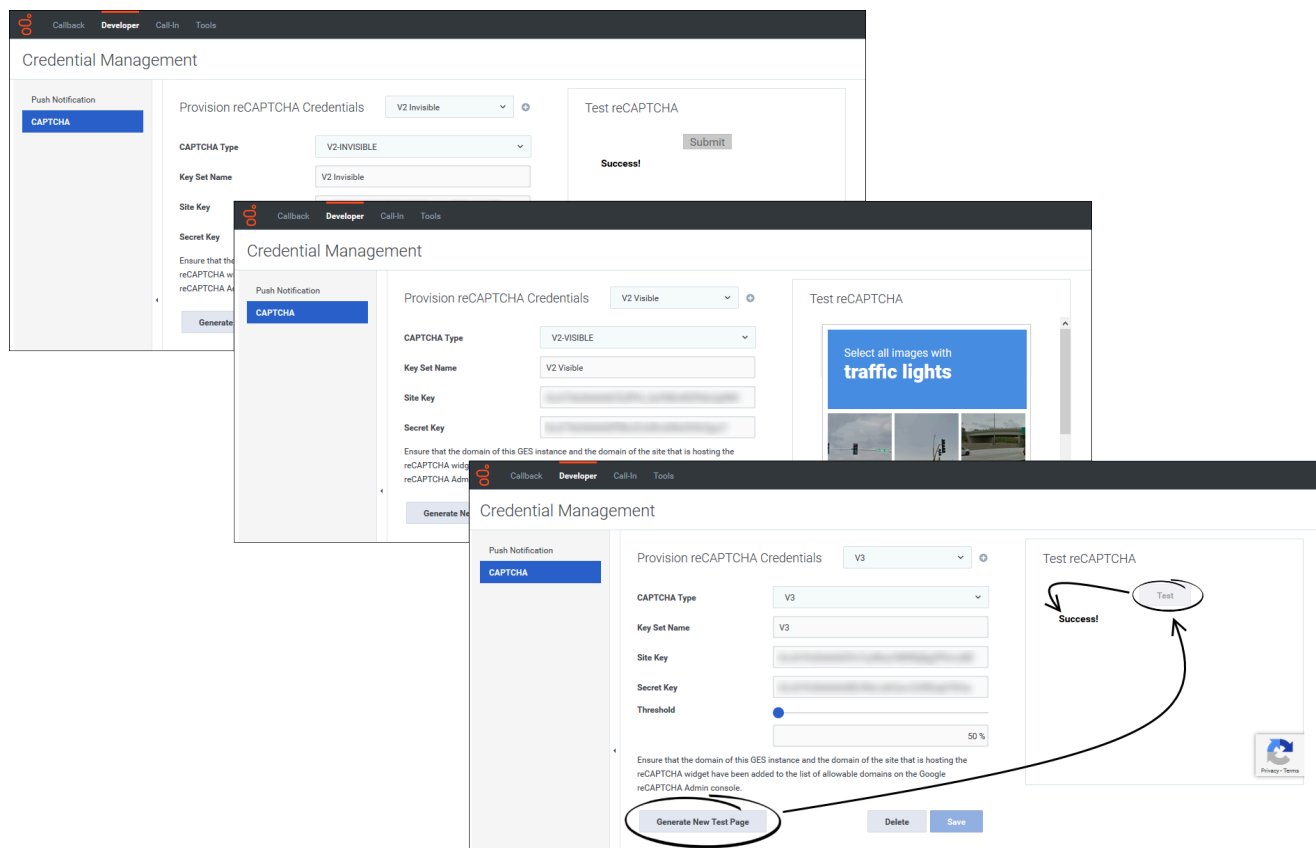 Callback Developer Call-In Tools
Credential Management
Push Notification
CAPTCHA
Provision reCAPTCHA Credentials V2 Invisible
CAPTCHA Type V2-INVISIBLE
Key Set Name V2 Invisible
Site Key
Secret Key
Ensure that the
reCAPTCHA
reCAPTCHA
Generate
Test reCAPTCHA
Submit
Success!
Callback Developer Call-In Tools
Credential Management
Push Notification
CAPTCHA
Provision reCAPTCHA Credentials V2 Visible
CAPTCHA Type V2-VISIBLE
Key Set Name V2 Visible
Site Key
Secret Key
Ensure that the domain of this GES instance and the domain of the site that is hosting the
reCAPTCHA
reCAPTCHA
Generate
Test reCAPTCHA
Select all images with
traffic lights
Callback Developer Call-In Tools
Credential Management
Push Notification
CAPTCHA
Provision reCAPTCHA Credentials V3
CAPTCHA Type V3
Key Set Name V3
Site Key
Secret Key
Threshold
50 %
Ensure that the domain of this GES instance and the domain of the site that is hosting the
reCAPTCHA widget have been added to the list of allowable domains on the Google
reCAPTCHA Admin console.
Generate New Test Page Delete Save
Test reCAPTCHA
Test
Success!
Privacy - Terms